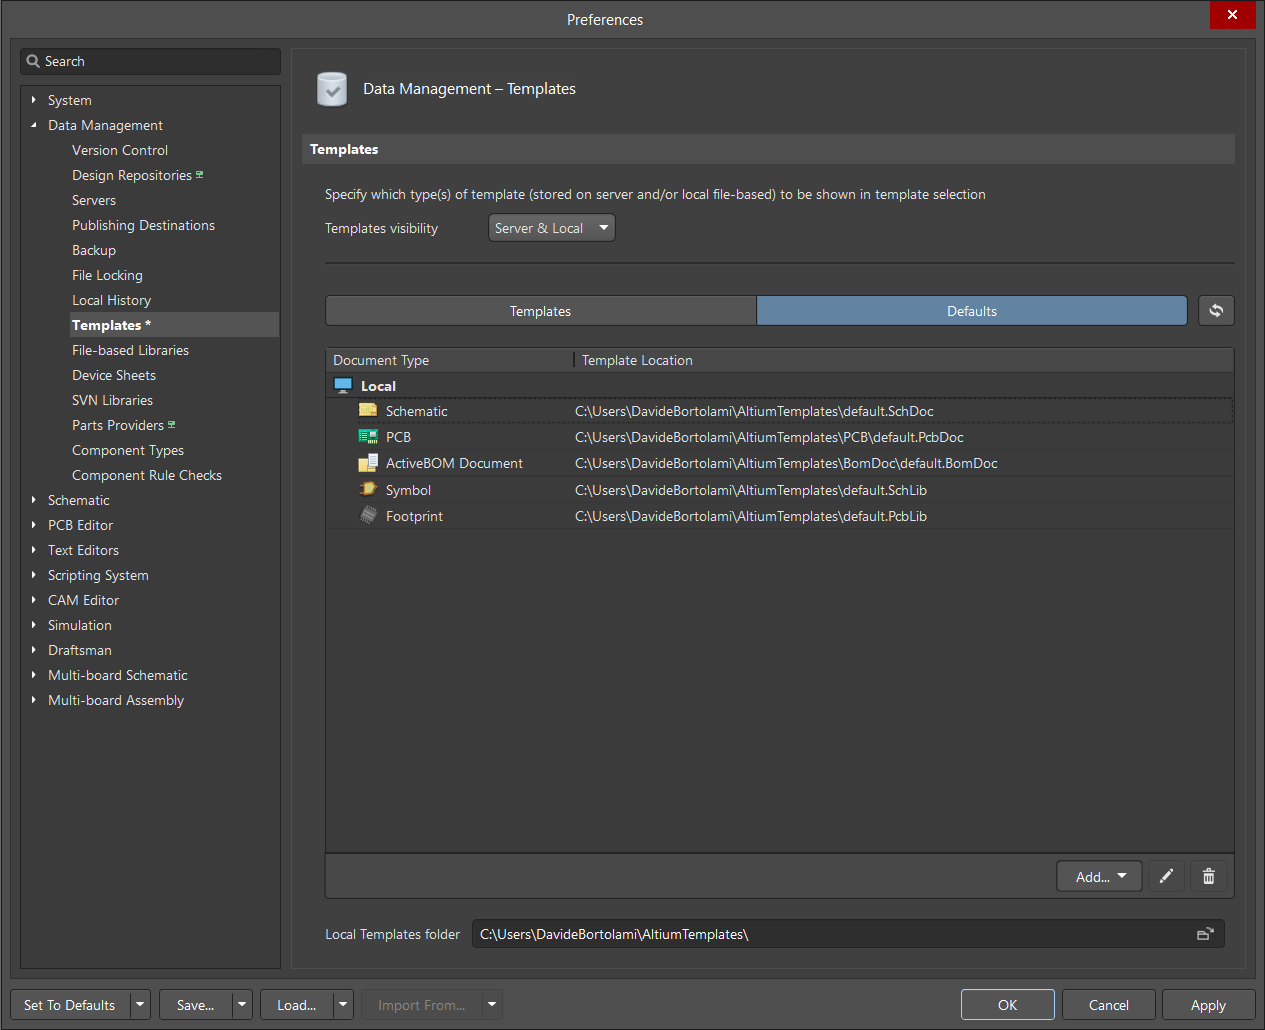 Preferences
Search
System
Data Management
Version Control
Design Repositories
Servers
Publishing Destinations
Backup
File Locking
Local History
Templates *
File-based Libraries
Device Sheets
SVN Libraries
Parts Providers
Component Types
Component Rule Checks
Schematic
PCB Editor
Text Editors
Scripting System
CAM Editor
Simulation
Draftsman
Multi-board Schematic
Multi-board Assembly
Data Management – Templates
Templates
Specify which type(s) of template (stored on server and/or local file-based) to be shown in template selection
Templates visibility Server & Local
Templates Defaults
Document Type Template Location
Local
Schematic C:\Users\DavideBortolami\AltiumTemplates\default.SchDoc
PCB C:\Users\DavideBortolami\AltiumTemplates\PCB\default.PcbDoc
ActiveBOM Document C:\Users\DavideBortolami\AltiumTemplates\BomDoc\default.BomDoc
Symbol C:\Users\DavideBortolami\AltiumTemplates\default.SchLib
Footprint C:\Users\DavideBortolami\AltiumTemplates\default.PcbLib
Add...
Local Templates folder C:\Users\DavideBortolami\AltiumTemplates\
Set To Defaults Save... Load... Import From... OK Cancel Apply